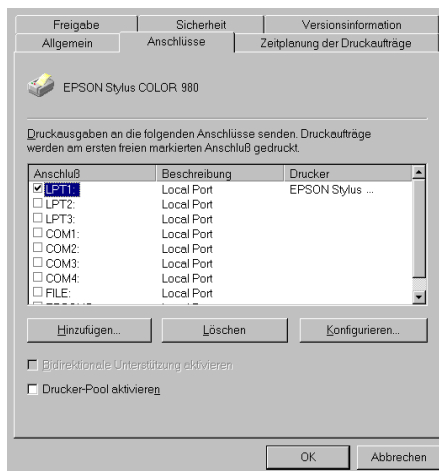 Freigabe Sicherheit Versionsinformation
Allgemein Anschlüsse Zeitplanung der Druckaufträge
EPSON Stylus COLOR 980
Druckausgaben an die folgenden Anschlüsse senden. Druckaufträge
werden am ersten freien markierten Anschluß gedruckt.
Anschluß Beschreibung Drucker
LPT1: Local Port EPSON Stylus ...
LPT2: Local Port
LPT3: Local Port
COM1: Local Port
COM2: Local Port
COM3: Local Port
COM4: Local Port
FILE: Local Port
Hinzufügen... Löschen Konfigurieren...
Bidirektionale Unterstützung aktivieren
Drucker-Pool aktivieren
OK Abbrechen